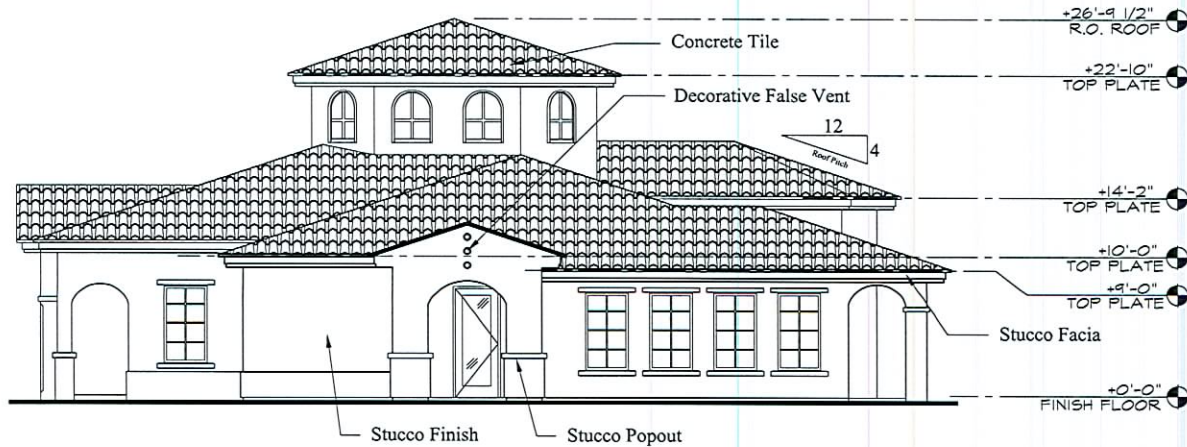 +26'-9 1/2"
R.O. ROOF
Concrete Tile
+22'-10"
TOP PLATE
Decorative False Vent
12
4
Roof Pitch
+14'-2"
TOP PLATE
+10'-0"
TOP PLATE
+9'-0"
TOP PLATE
Stucco Facia
+0'-0"
FINISH FLOOR
Stucco Finish
Stucco Popout